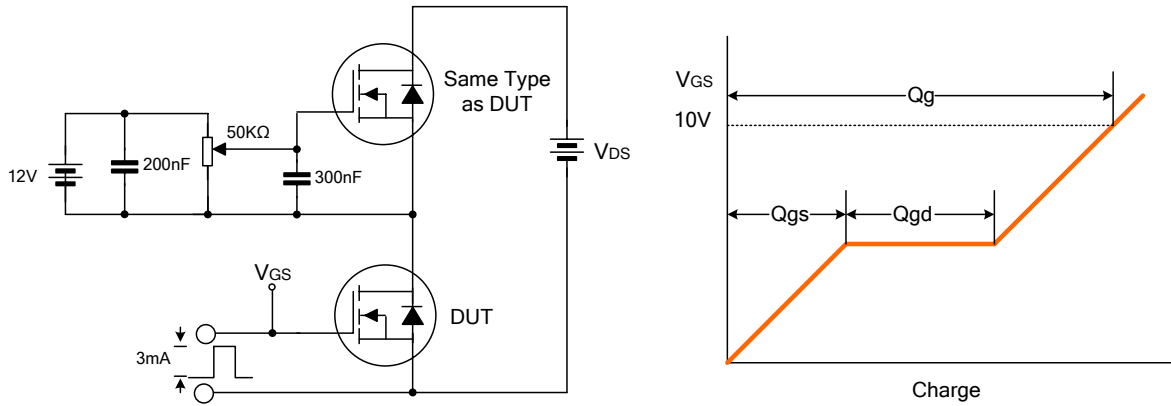 Same Type
as DUT
50KΩ
200nF
12V
300nF
VDS
VGS
DUT
3mA
VGS
10V
Qg
Qgs
Qgd
Charge